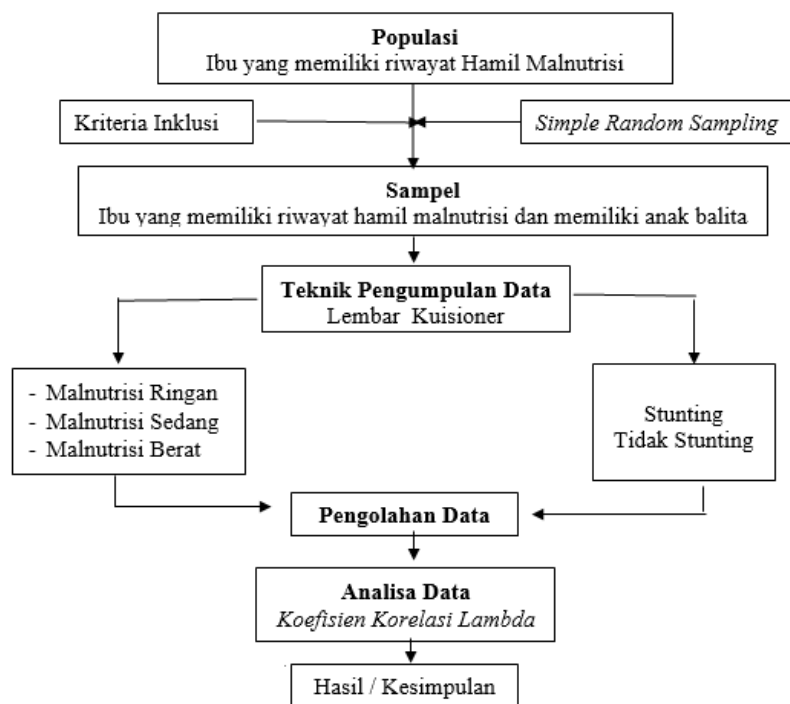 Populasi
Ibu yang memiliki riwayat Hamil Malnutrisi
Kriteria Inklusi
Simple Random Sampling
Sampel
Ibu yang memiliki riwayat hamil malnutrisi dan memiliki anak balita
Teknik Pengumpulan Data
Lembar Kuisioner
- Malnutrisi Ringan
- Malnutrisi Sedang
- Malnutrisi Berat
Stunting
Tidak Stunting
Pengolahan Data
Analisa Data
Koefisien Korelasi Lambda
Hasil / Kesimpulan